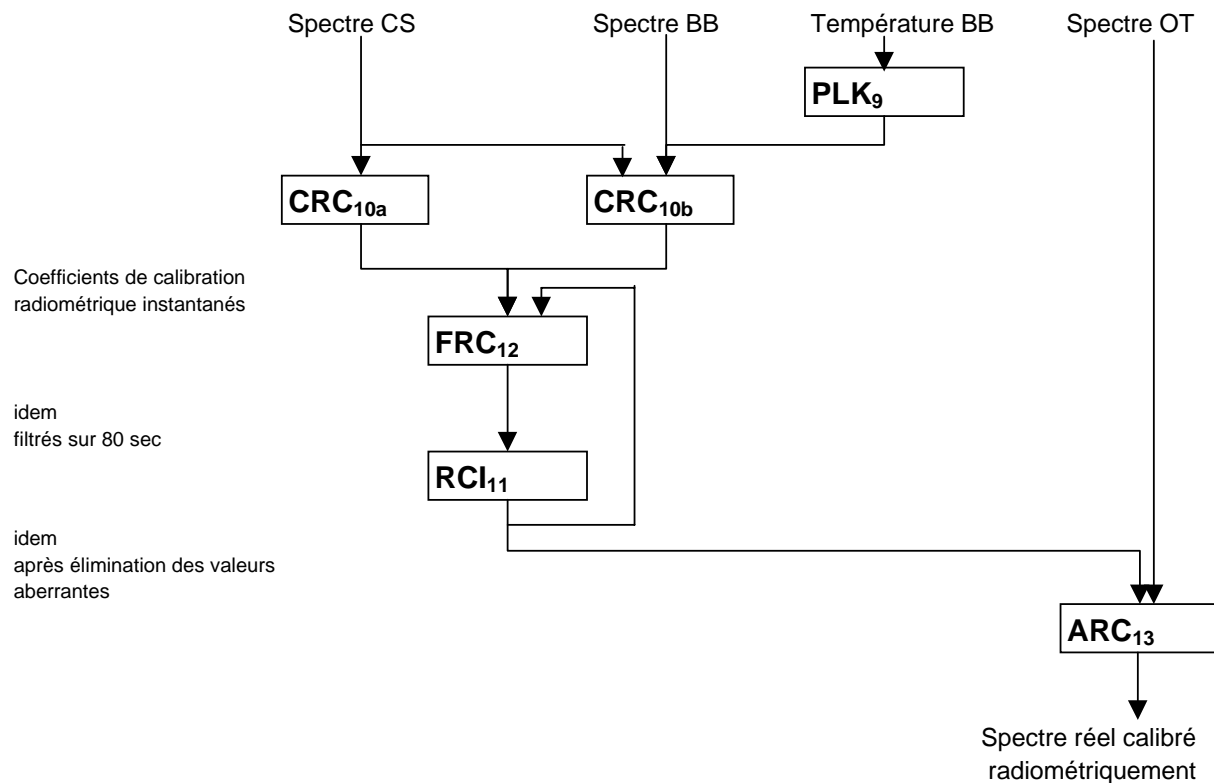 Spectre CS
Spectre BB
Température BB
Spectre OT
PLK₉
CRC₁₀ₐ
CRC₁₀b
Coefficients de calibration
radiométrique instantanés
FRC₁₂
idem
filtrés sur 80 sec
RCI₁₁
idem
après élimination des valeurs
aberrantes
ARC₁₃
Spectre réel calibré
radiométriquement